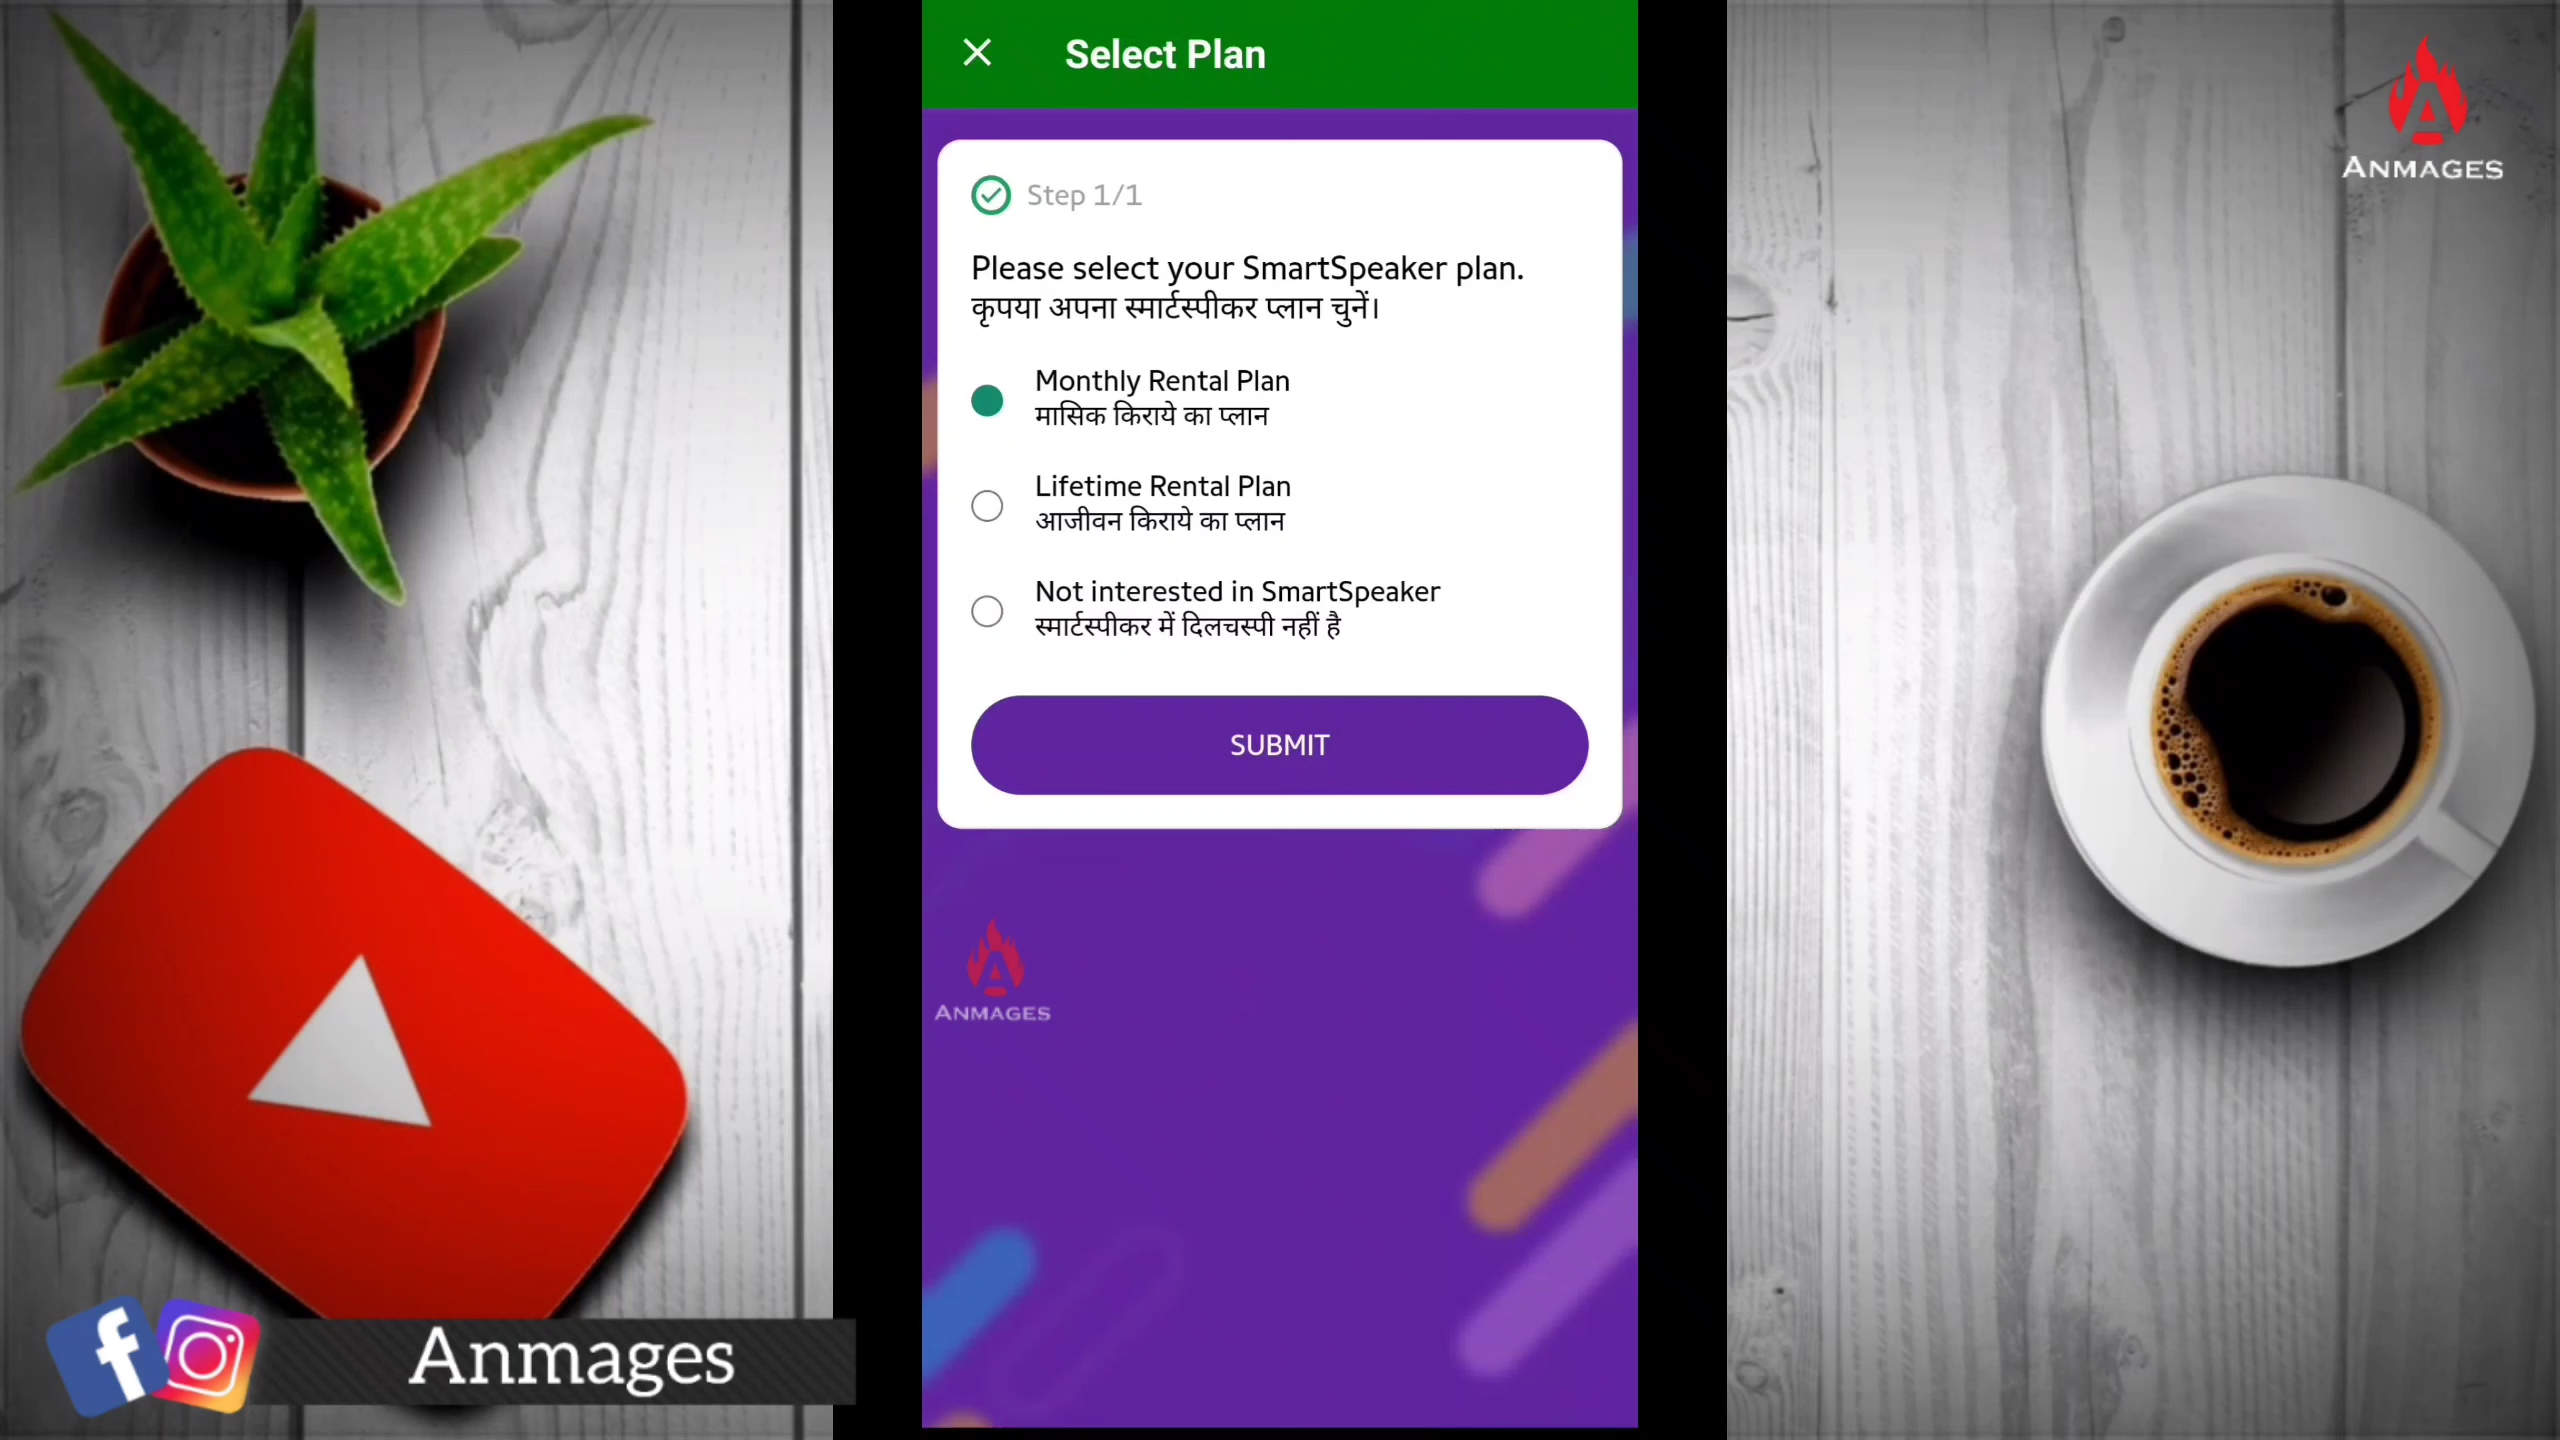 Select Plan
ANMAGES
Step 1/1
Please select your SmartSpeaker plan.
कृपया अपना स्मार्टस्पीकर प्लान चुनें।
Monthly Rental Plan
मासिक किराये का प्लान
Lifetime Rental Plan
आजीवन किराये का प्लान
Not interested in SmartSpeaker
स्मार्टस्पीकर में दिलचस्पी नहीं है
SUBMIT
ANMAGES
Anmages